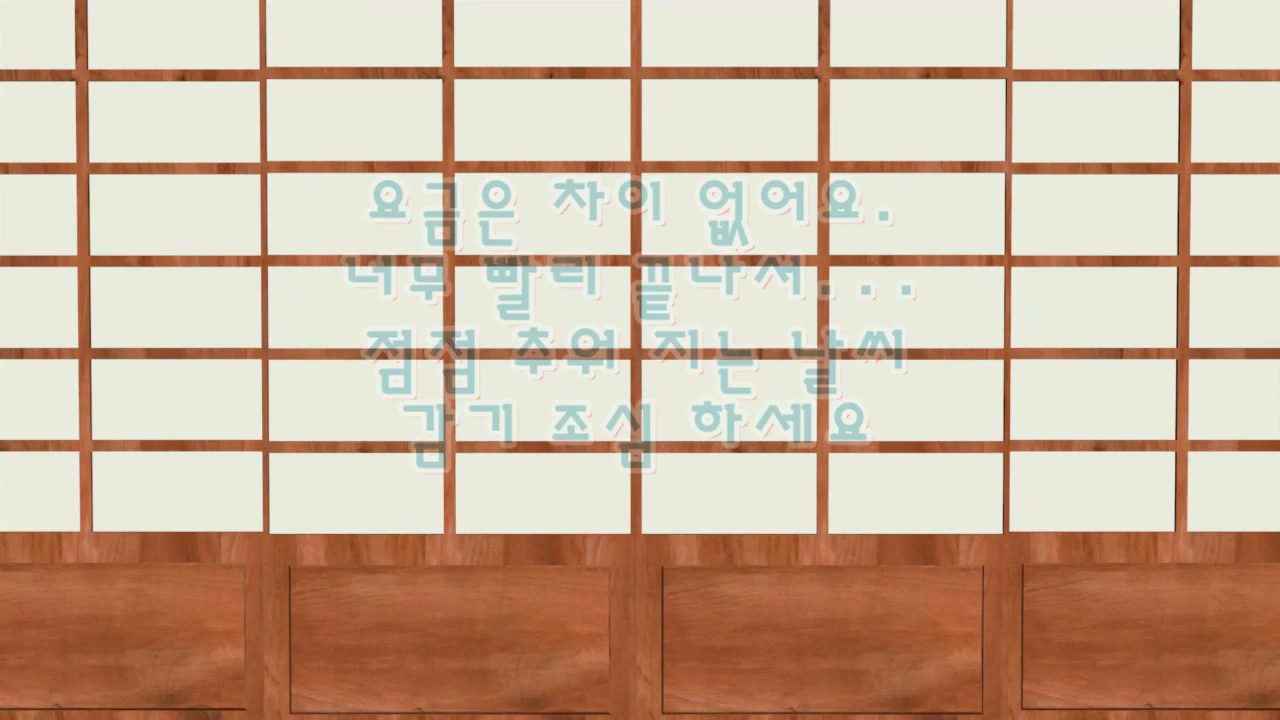 요금은 차이 없어요.
너무 빨리 끝나서...
점점 추워 지는 날씨
감기 조심 하세요